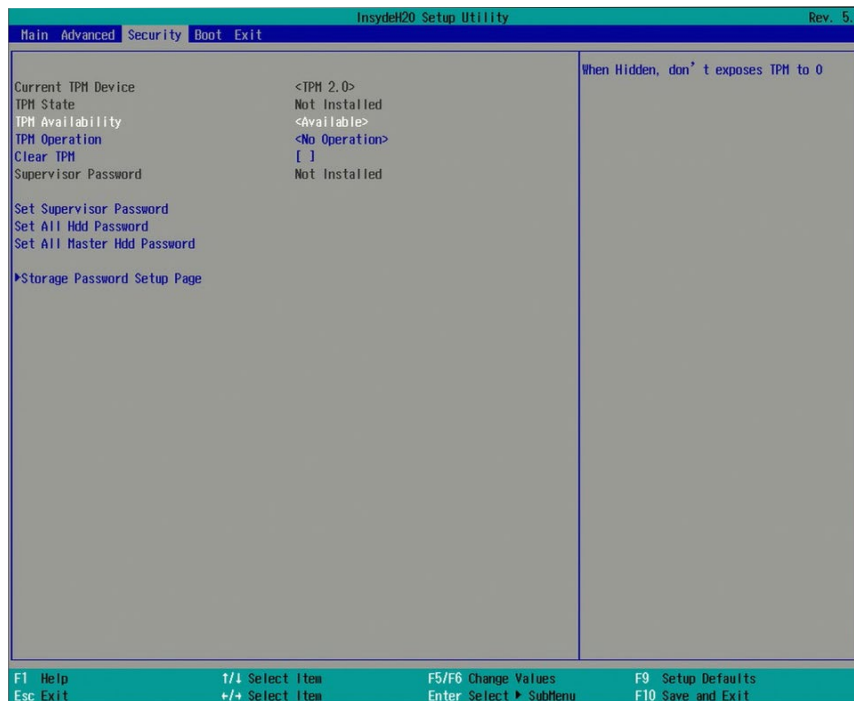 InsydeH20 Setup Utility Rev. 5.
Main Advanced Security Boot Exit
When Hidden, don't exposes TPM to 0
Current TPM Device <TPM 2.0>
TPM State Not Installed
TPM Availability <Available>
TPM Operation <No Operation>
Clear TPM [ ]
Supervisor Password Not Installed
Set Supervisor Password
Set All Hdd Password
Set All Master Hdd Password
▶Storage Password Setup Page
F1 Help ↑/↓ Select Item F5/F6 Change Values F9 Setup Defaults
Esc Exit ←/→ Select Item Enter Select ▶ SubMenu F10 Save and Exit